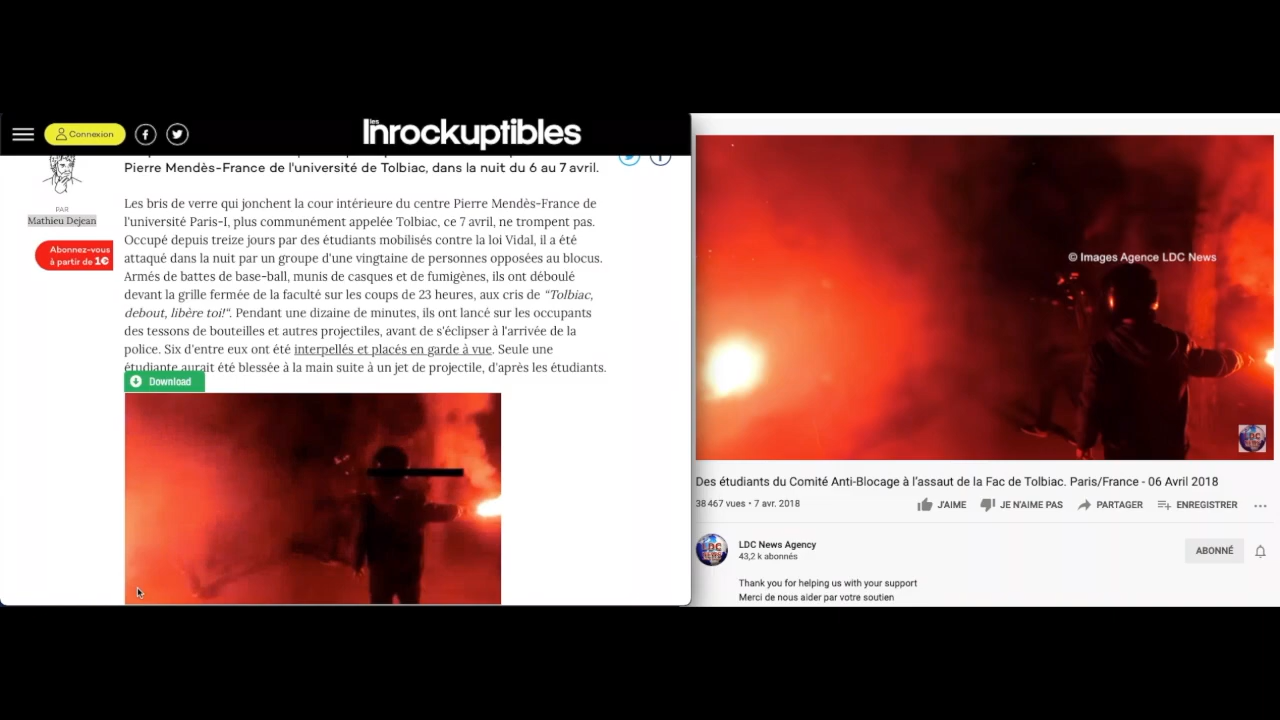 Connexion
les
inrockuptibles
Pierre Mendès-France de l'université de Tolbiac, dans la nuit du 6 au 7 avril.
PAR
Mathieu Dejean
Abonnez-vous
à partir de 1€
Les bris de verre qui jonchent la cour intérieure du centre Pierre Mendès-France de
l'université Paris-I, plus communément appelée Tolbiac, ce 7 avril, ne trompent pas.
Occupé depuis treize jours par des étudiants mobilisés contre la loi Vidal, il a été
attaqué dans la nuit par un groupe d'une vingtaine de personnes opposées au blocus.
Armés de battes de base-ball, munis de casques et de fumigènes, ils ont déboulé
devant la grille fermée de la faculté sur les coups de 23 heures, aux cris de "Tolbiac,
debout, libère toi!". Pendant une dizaine de minutes, ils ont lancé sur les occupants
des tessons de bouteilles et autres projectiles, avant de s'éclipser à l'arrivée de la
police. Six d'entre eux ont été interpellés et placés en garde à vue. Seule une
étudiante aurait été blessée à la main suite à un jet de projectile, d'après les étudiants.
Download
© Images Agence LDC News
LDC
NEWS
Des étudiants du Comité Anti-Blocage à l'assaut de la Fac de Tolbiac. Paris/France - 06 Avril 2018
38 467 vues • 7 avr. 2018
J'AIME
JE N'AIME PAS
PARTAGER
ENREGISTRER
LDC
NEWS
LDC News Agency
43,2 k abonnés
ABONNÉ
Thank you for helping us with your support
Merci de nous aider par votre soutien